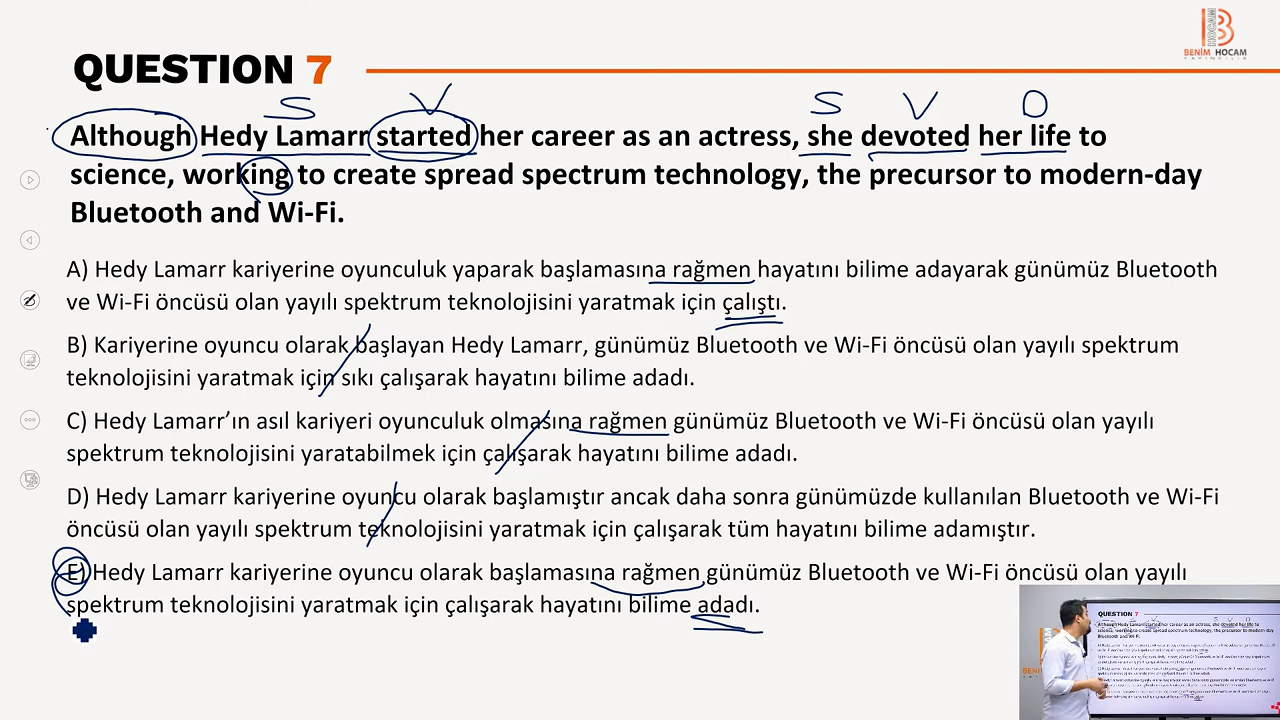 BENİM HOCAM
YAYINCILIK
QUESTION 7
S V S V O
Although Hedy Lamarr started her career as an actress, she devoted her life to
science, working to create spread spectrum technology, the precursor to modern-day
Bluetooth and Wi-Fi.
A) Hedy Lamarr kariyerine oyunculuk yaparak başlamasına rağmen hayatını bilime adayarak günümüz Bluetooth
ve Wi-Fi öncüsü olan yayılı spektrum teknolojisini yaratmak için çalıştı.
B) Kariyerine oyuncu olarak başlayan Hedy Lamarr, günümüz Bluetooth ve Wi-Fi öncüsü olan yayılı spektrum
teknolojisini yaratmak için sıkı çalışarak hayatını bilime adadı.
C) Hedy Lamarr’ın asıl kariyeri oyunculuk olmasına rağmen günümüz Bluetooth ve Wi-Fi öncüsü olan yayılı
spektrum teknolojisini yaratabilmek için çalışarak hayatını bilime adadı.
D) Hedy Lamarr kariyerine oyuncu olarak başlamıştır ancak daha sonra günümüzde kullanılan Bluetooth ve Wi-Fi
öncüsü olan yayılı spektrum teknolojisini yaratmak için çalışarak tüm hayatını bilime adamıştır.
E) Hedy Lamarr kariyerine oyuncu olarak başlamasına rağmen günümüz Bluetooth ve Wi-Fi öncüsü olan yayılı
spektrum teknolojisini yaratmak için çalışarak hayatını bilime adadı.
QUESTION 7